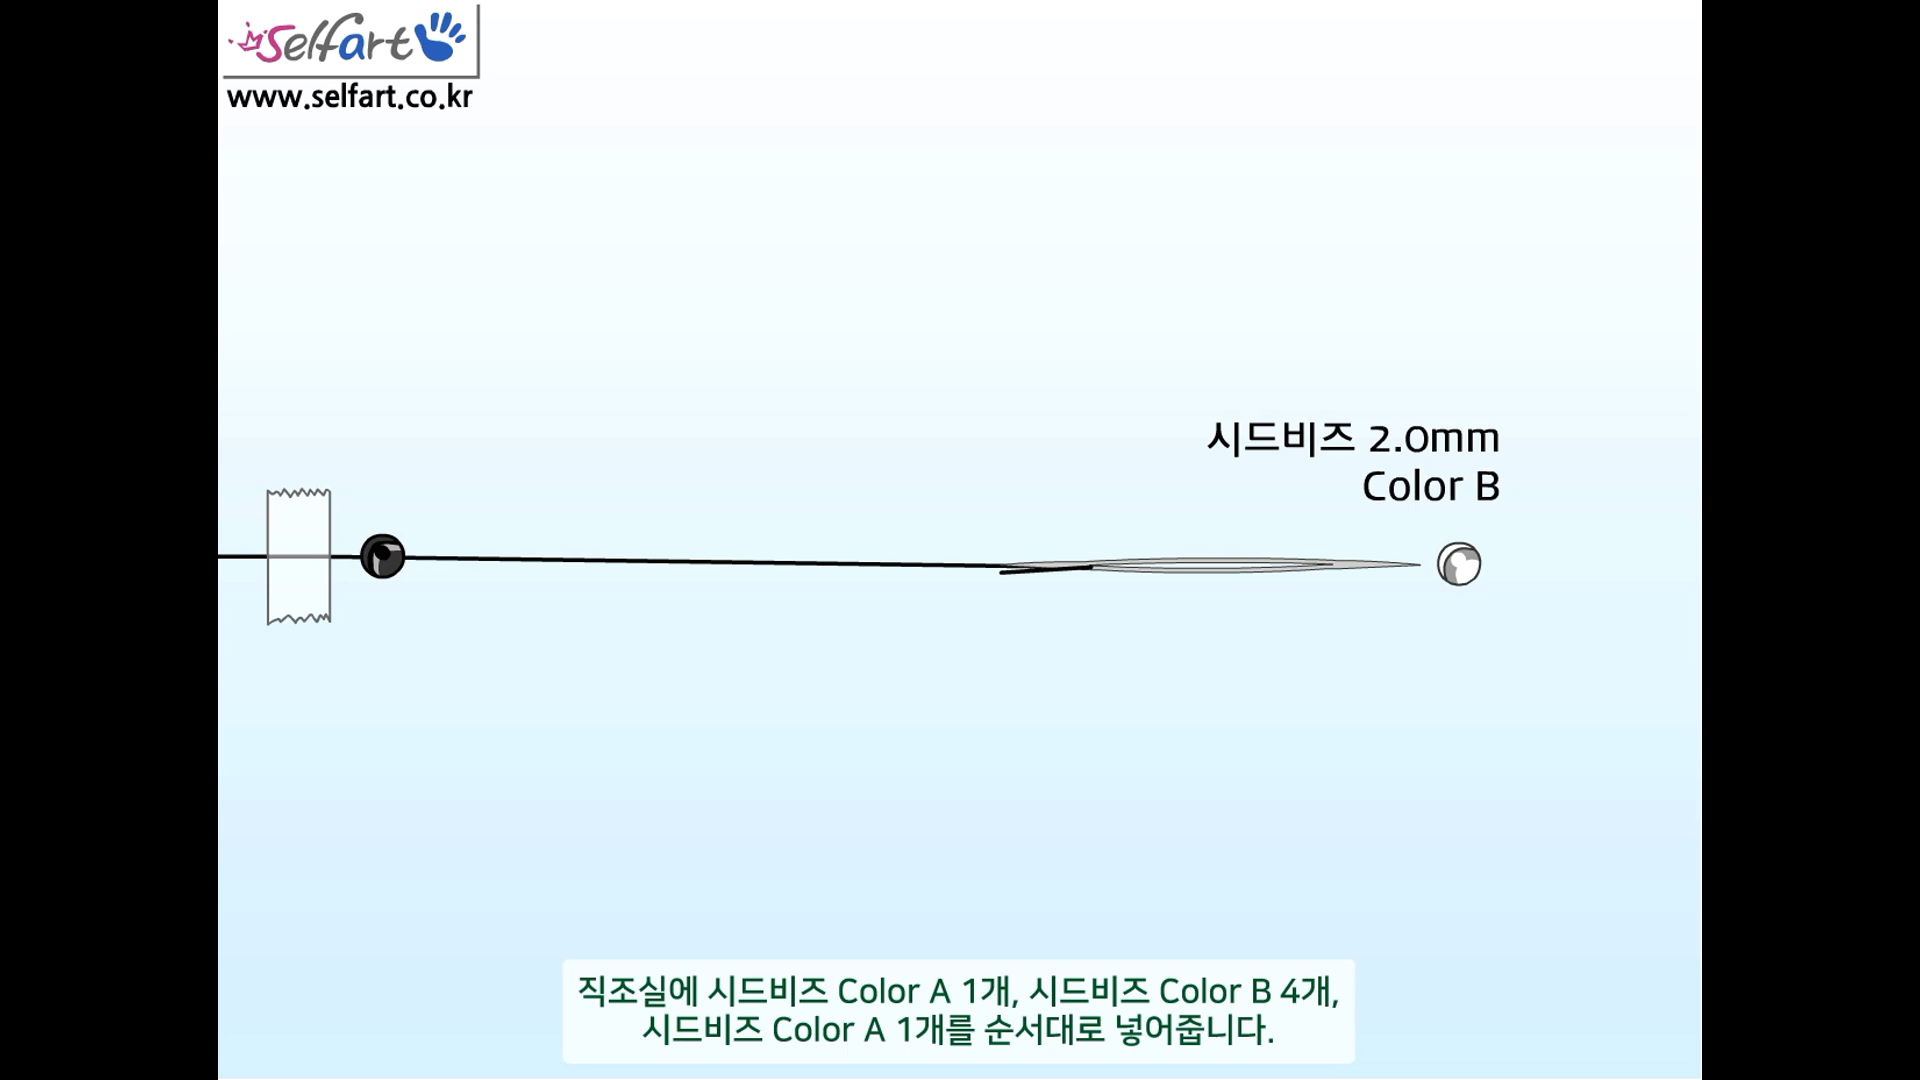 selfart
www.selfart.co.kr
시드비즈 2.0mm
Color B
직조실에 시드비즈 Color A 1개, 시드비즈 Color B 4개,
시드비즈 Color A 1개를 순서대로 넣어줍니다.